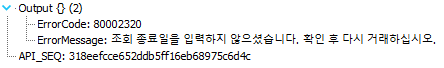 Output {} (2)
ErrorCode: 80002320
ErrorMessage: 조회 종료일을 입력하지 않으셨습니다. 확인 후 다시 거래하십시오.
API_SEQ: 318eefcce652ddb5ff16eb68975c6d4c